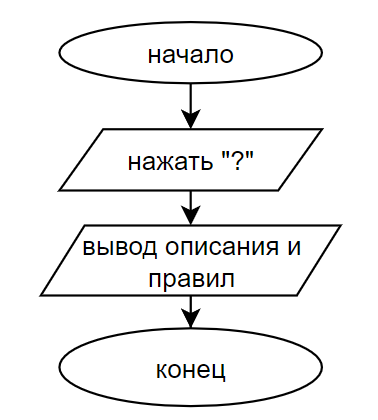 начало
нажать "?"
вывод описания и
правил
конец